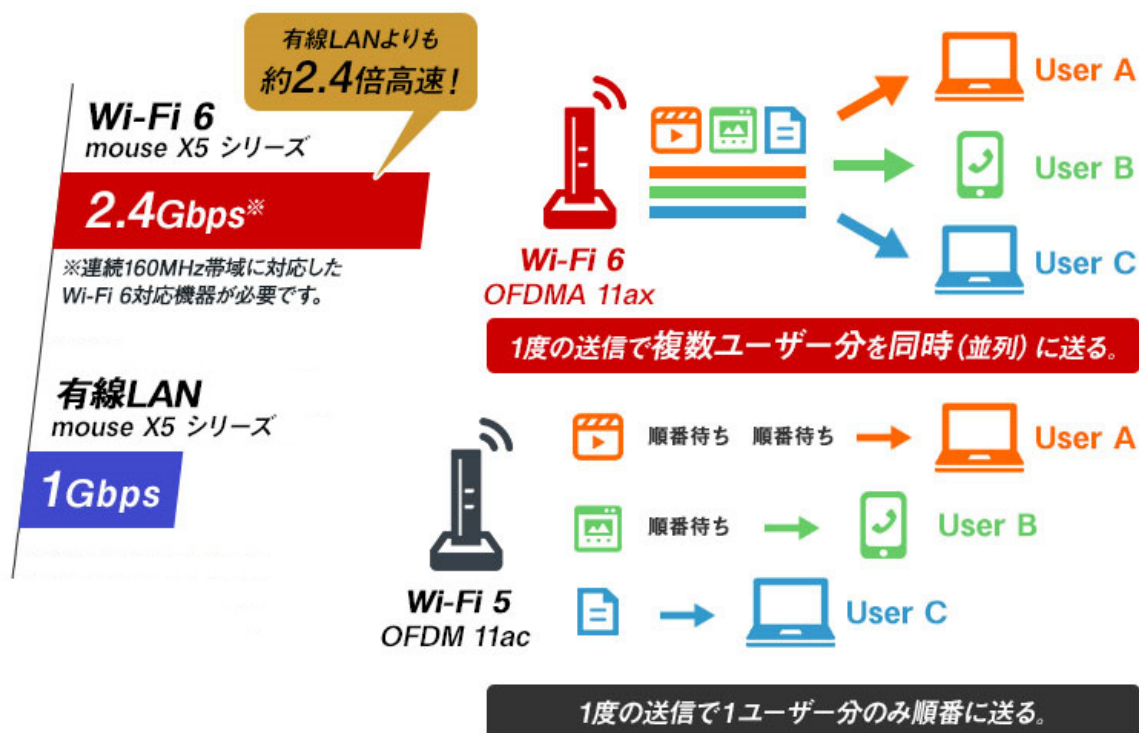 有線LANよりも
約2.4倍高速!
Wi-Fi 6
mouse X5 シリーズ
2.4Gbps※
※連続160MHz帯域に対応した
Wi-Fi 6対応機器が必要です。
有線LAN
mouse X5 シリーズ
1Gbps
User A
User B
User C
Wi-Fi 6
OFDMA 11ax
1度の送信で複数ユーザー分を同時(並列)に送る。
順番待ち 順番待ち User A
順番待ち User B
User C
Wi-Fi 5
OFDM 11ac
1度の送信で1ユーザー分のみ順番に送る。